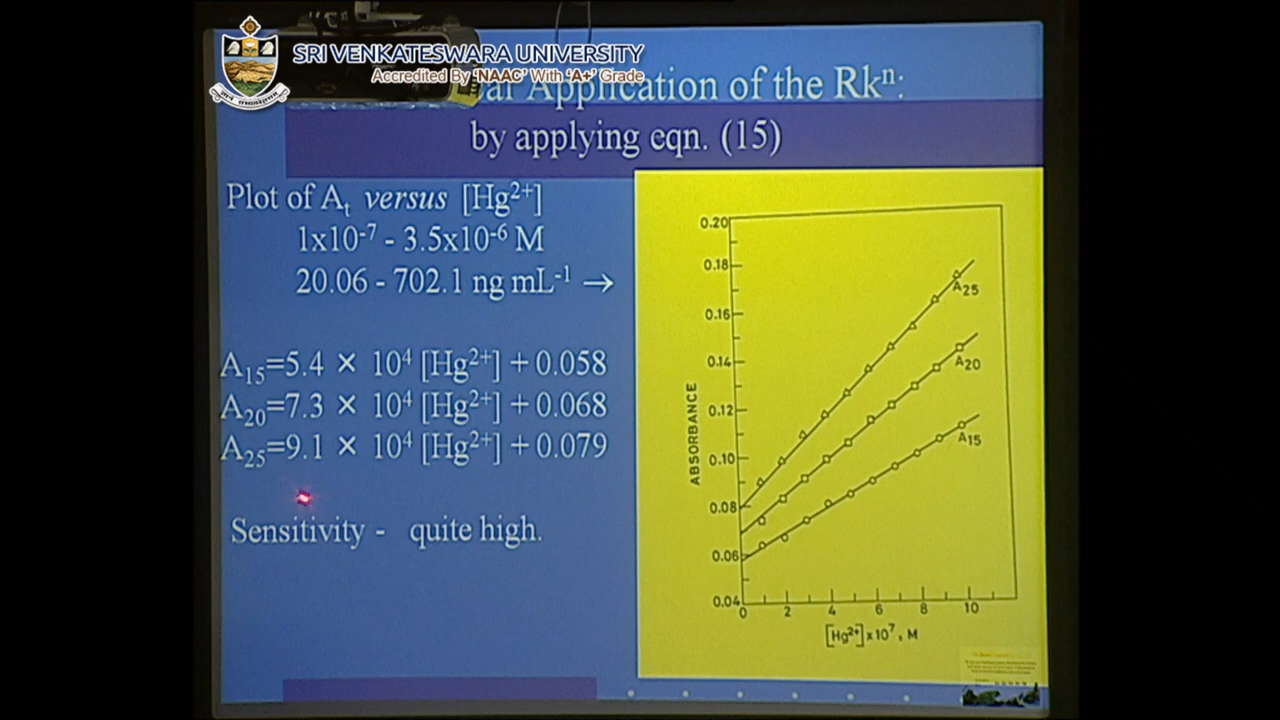 SRI VENKATESWARA UNIVERSITY
Accredited By 'NAAC' With 'A+' Grade
Application of the Rkⁿ:
by applying eqn. (15)
Plot of Aₜ versus [Hg²⁺]
1x10⁻⁷ - 3.5x10⁻⁶ M
20.06 - 702.1 ng mL⁻¹ →
A₁₅=5.4 × 10⁴ [Hg²⁺] + 0.058
A₂₀=7.3 × 10⁴ [Hg²⁺] + 0.068
A₂₅=9.1 × 10⁴ [Hg²⁺] + 0.079
Sensitivity - quite high.
0.20
0.18
0.16
0.14
0.12
0.10
0.08
0.06
0.04
ABSORBANCE
A₂₅
A₂₀
A₁₅
0 2 4 6 8 10
[Hg²⁺]x10⁷, M